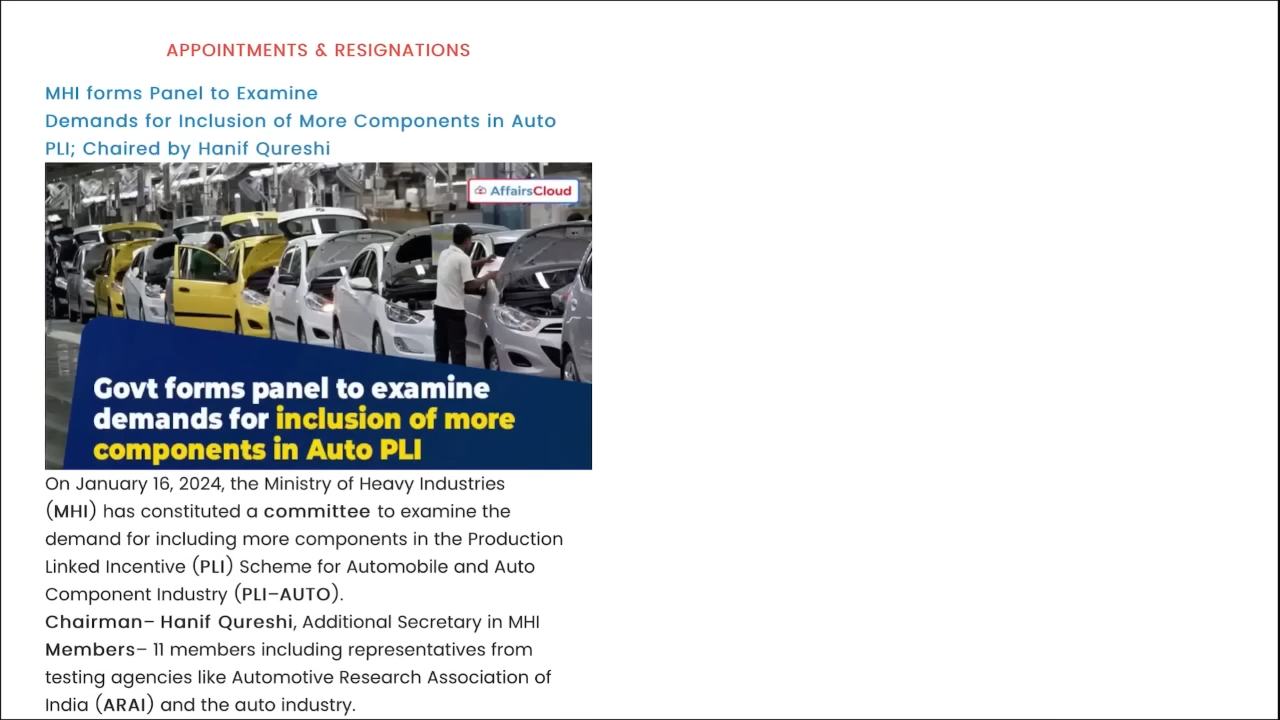 APPOINTMENTS & RESIGNATIONS
MHI forms Panel to Examine
Demands for Inclusion of More Components in Auto
PLI; Chaired by Hanif Qureshi
AffairsCloud
Govt forms panel to examine
demands for inclusion of more
components in Auto PLI
On January 16, 2024, the Ministry of Heavy Industries
(MHI) has constituted a committee to examine the
demand for including more components in the Production
Linked Incentive (PLI) Scheme for Automobile and Auto
Component Industry (PLI–AUTO).
Chairman– Hanif Qureshi, Additional Secretary in MHI
Members– 11 members including representatives from
testing agencies like Automotive Research Association of
India (ARAI) and the auto industry.